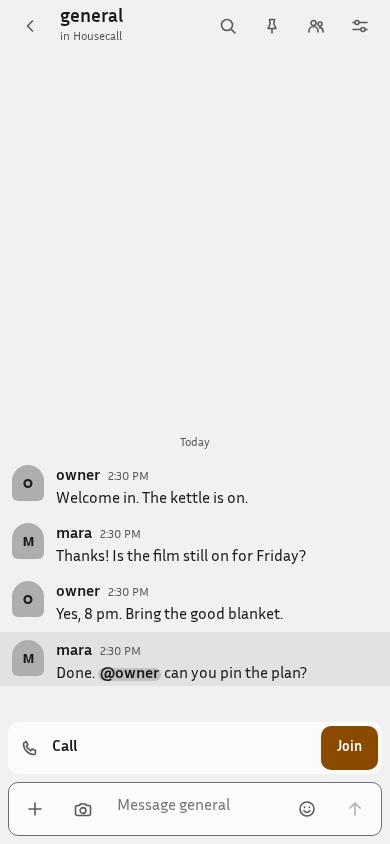 general
in Housecall
Today
O
owner 2:30 PM
Welcome in. The kettle is on.
M
mara 2:30 PM
Thanks! Is the film still on for Friday?
O
owner 2:30 PM
Yes, 8 pm. Bring the good blanket.
M
mara 2:30 PM
Done. @owner can you pin the plan?
Call
Join
Message general